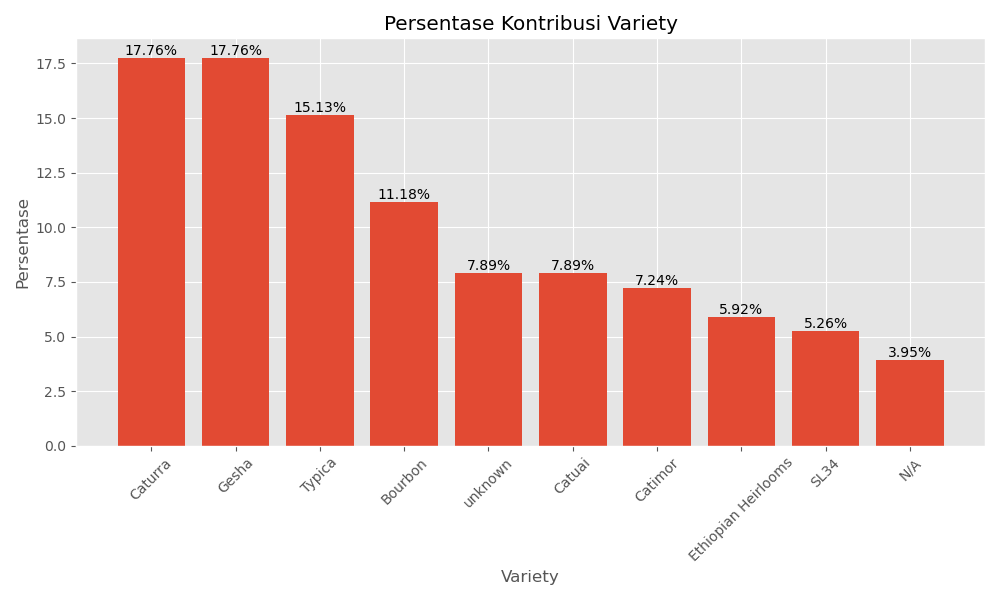 Persentase Kontribusi Variety
17.76%
17.76%
15.13%
11.18%
7.89%
7.89%
7.24%
5.92%
5.26%
3.95%
Persentase
17.5
15.0
12.5
10.0
7.5
5.0
2.5
0.0
Caturra
Gesha
Typica
Bourbon
unknown
Catuai
Catimor
Ethiopian Heirlooms
SL34
N/A
Variety